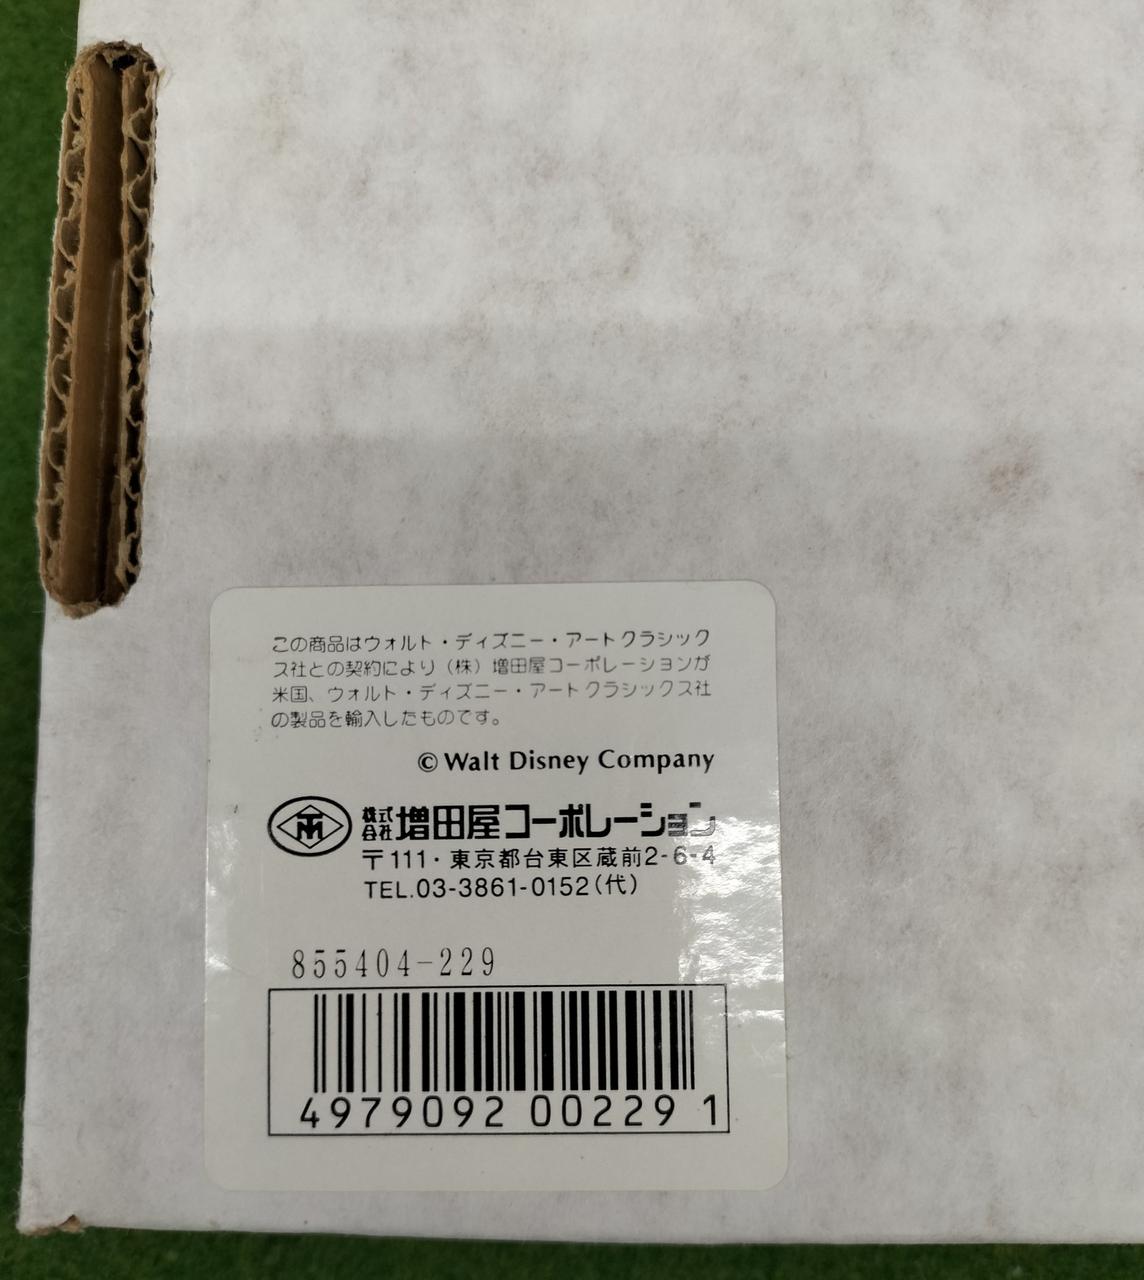 この商品はウォルト・ディズニー・アートクラシック
ス社との契約により（株）増田屋コーポレーションが
米国、ウォルト・ディズニー・アートクラシックス社
の製品を輸入したものです。
© Walt Disney Company
TM 株式会社 増田屋コーポレーション
〒111・東京都台東区蔵前2-6-4
TEL.03-3861-0152(代)
855404-229
4979092 00229 1